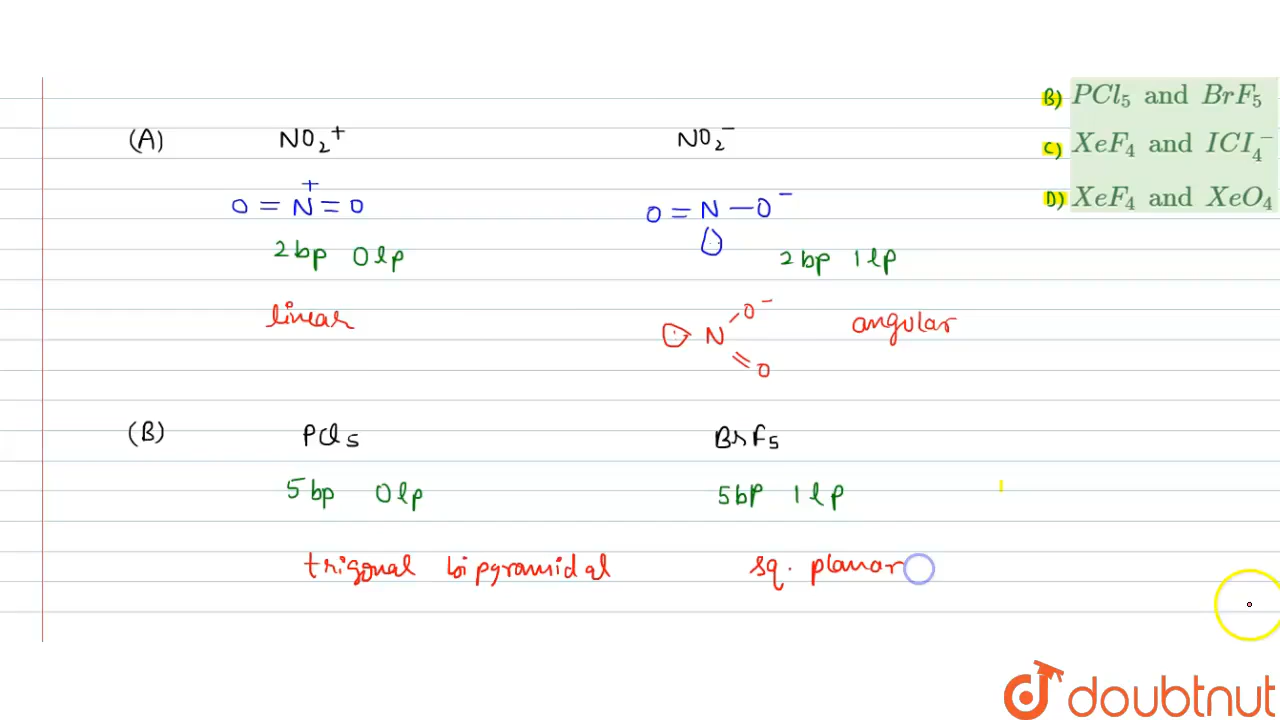 B) PCl₅ and BrF₅
C) XeF₄ and ICI₄⁻
D) XeF₄ and XeO₄
(A) NO₂⁺ NO₂⁻
+
O = N = O O = N — O⁻
2bp 0lp 2bp 1lp
linear angular
N O⁻
O
(B) PCl₅ BrF₅
5bp 0lp 5bp 1lp
trigonal bipyramidal sq. planar
doubtnut